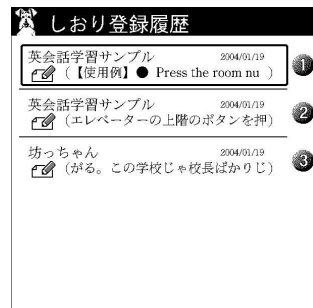 しおり登録履歴
英会話学習サンプル 2004/01/19
(【使用例】● Press the room nu )
1
英会話学習サンプル 2004/01/19
(エレベーターの上階のボタンを押)
2
坊っちゃん 2004/01/19
(がる。この学校じゃ校長ばかりじ)
3